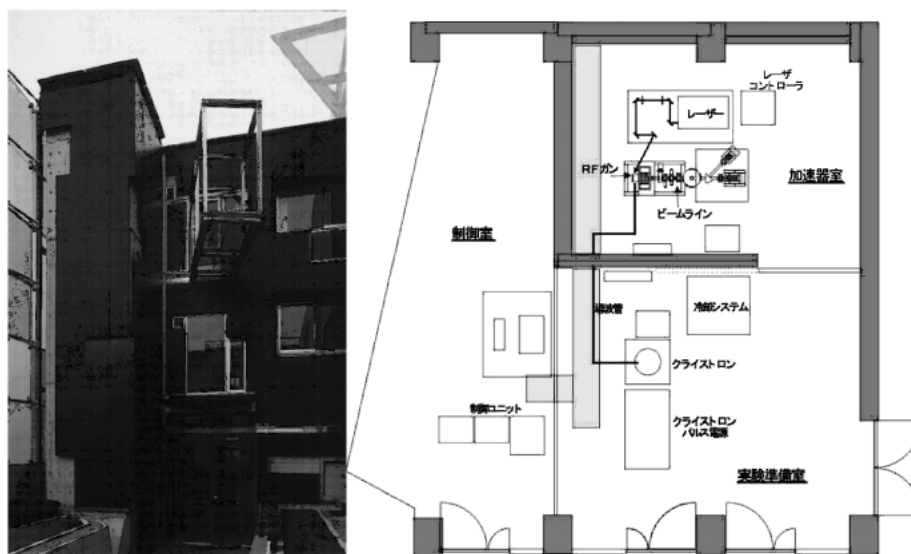 レーザ
コントローラ
レーザー
RFガン
加速器室
ビームライン
制御室
導波管
冷却システム
クライストロン
制御ユニット
クライストロン
パルス電源
実験準備室